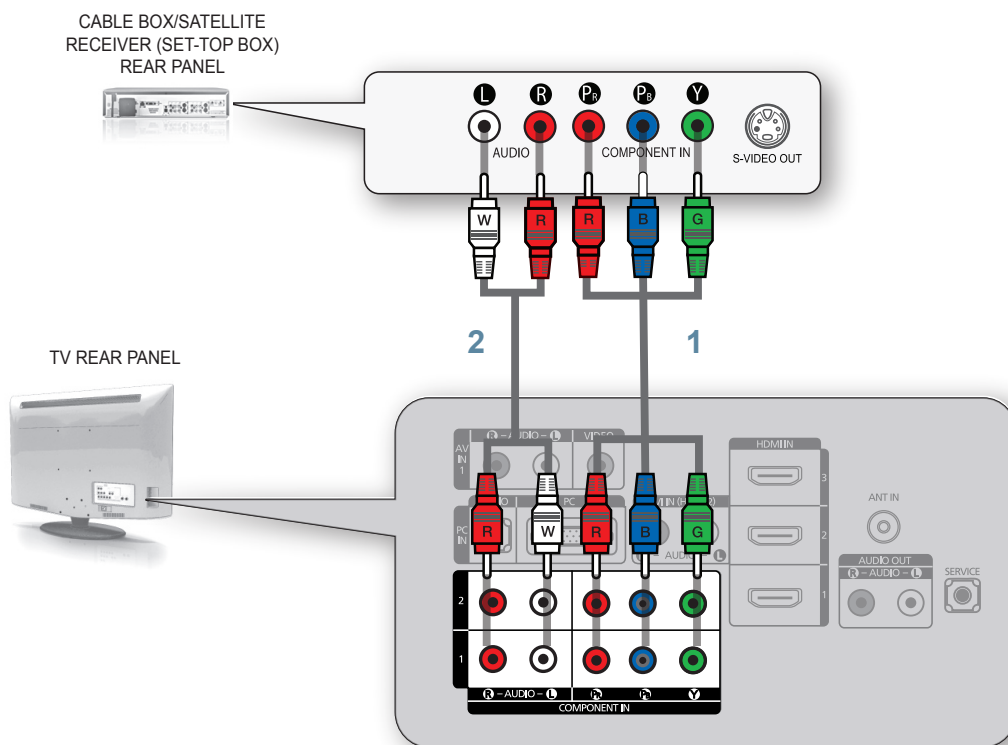 CABLE BOX/SATELLITE
RECEIVER (SET-TOP BOX)
REAR PANEL
L R PR PB Y
AUDIO COMPONENT IN S-VIDEO OUT
W R R B G
2 1
TV REAR PANEL
AV IN 1
R - AUDIO - L VIDEO
HDMI IN
3
ANT IN
PC IN
PC
R W R B G
2
AUDIO L
AUDIO OUT
R - AUDIO - L
SERVICE
1
2
1
R - AUDIO - L PR PB Y
COMPONENT IN